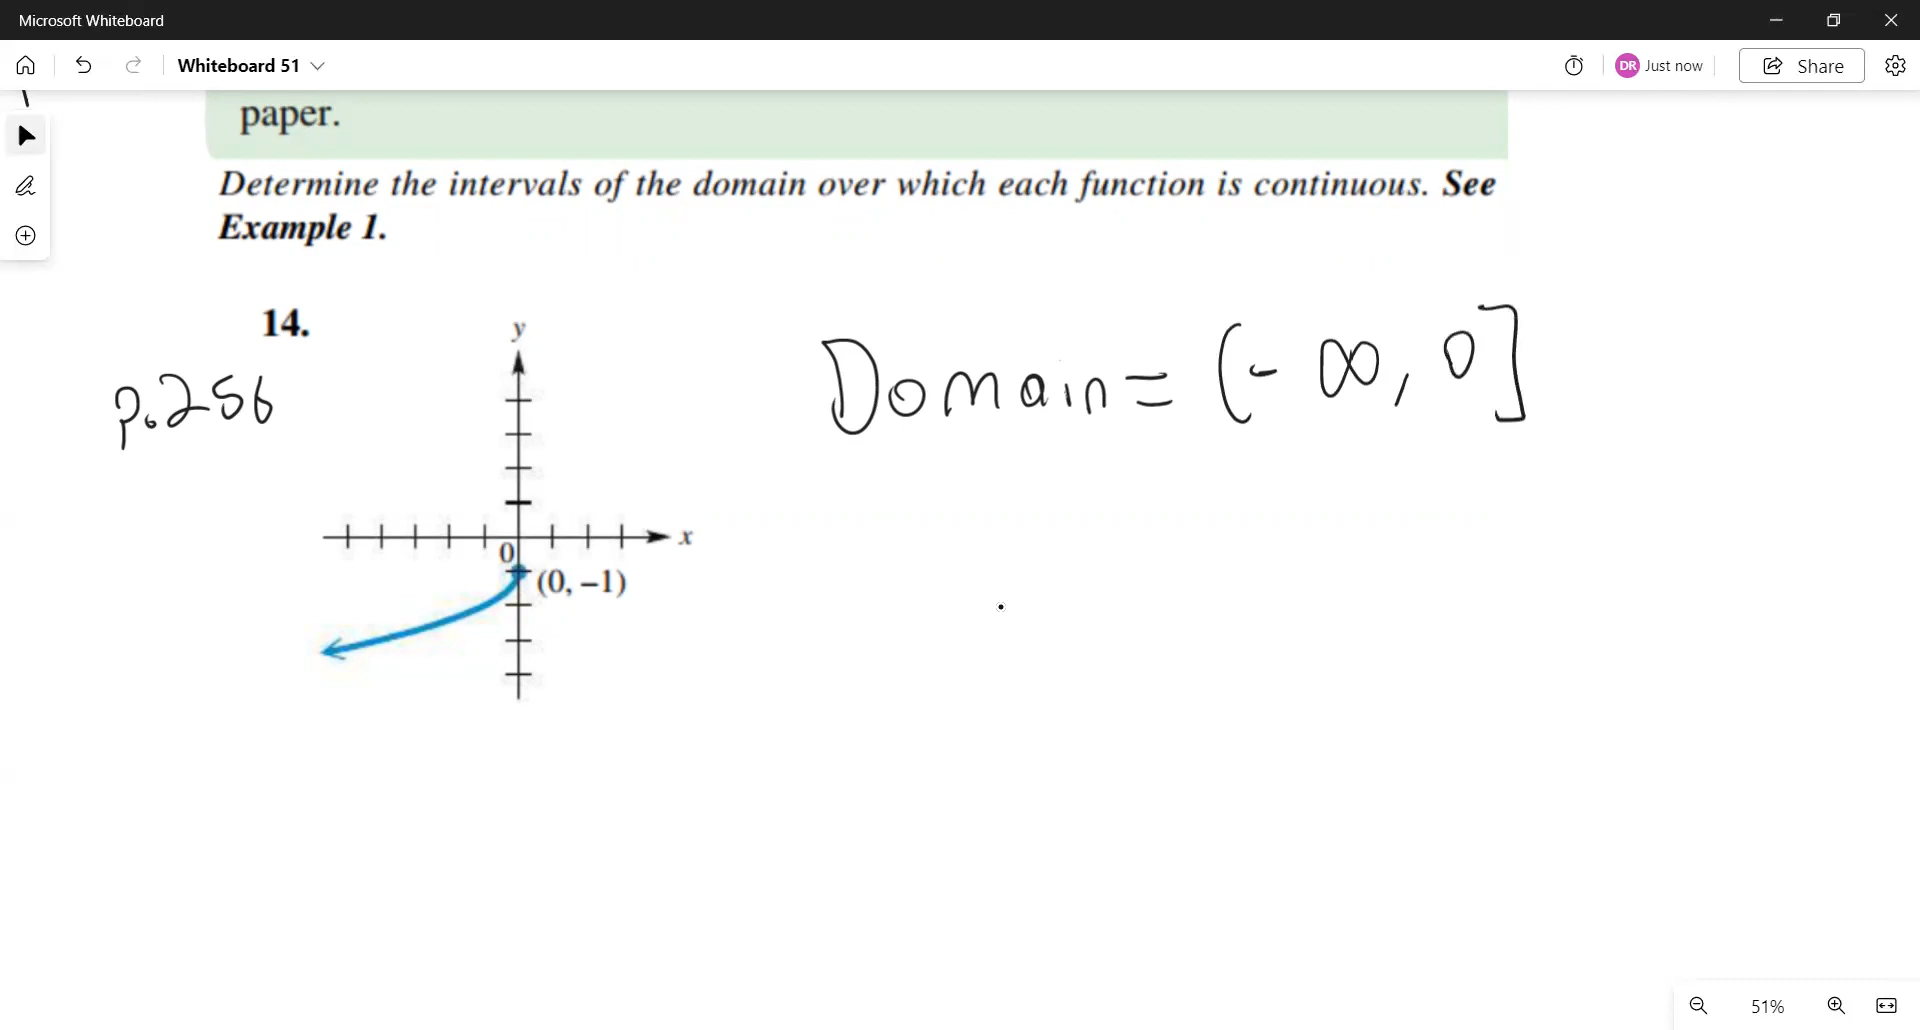 Microsoft Whiteboard
Whiteboard 51
DR Just now
Share
paper.
Determine the intervals of the domain over which each function is continuous. See
Example 1.
14.
y
Domain = (-∞, 0]
p.256
x
0
(0, −1)
51%